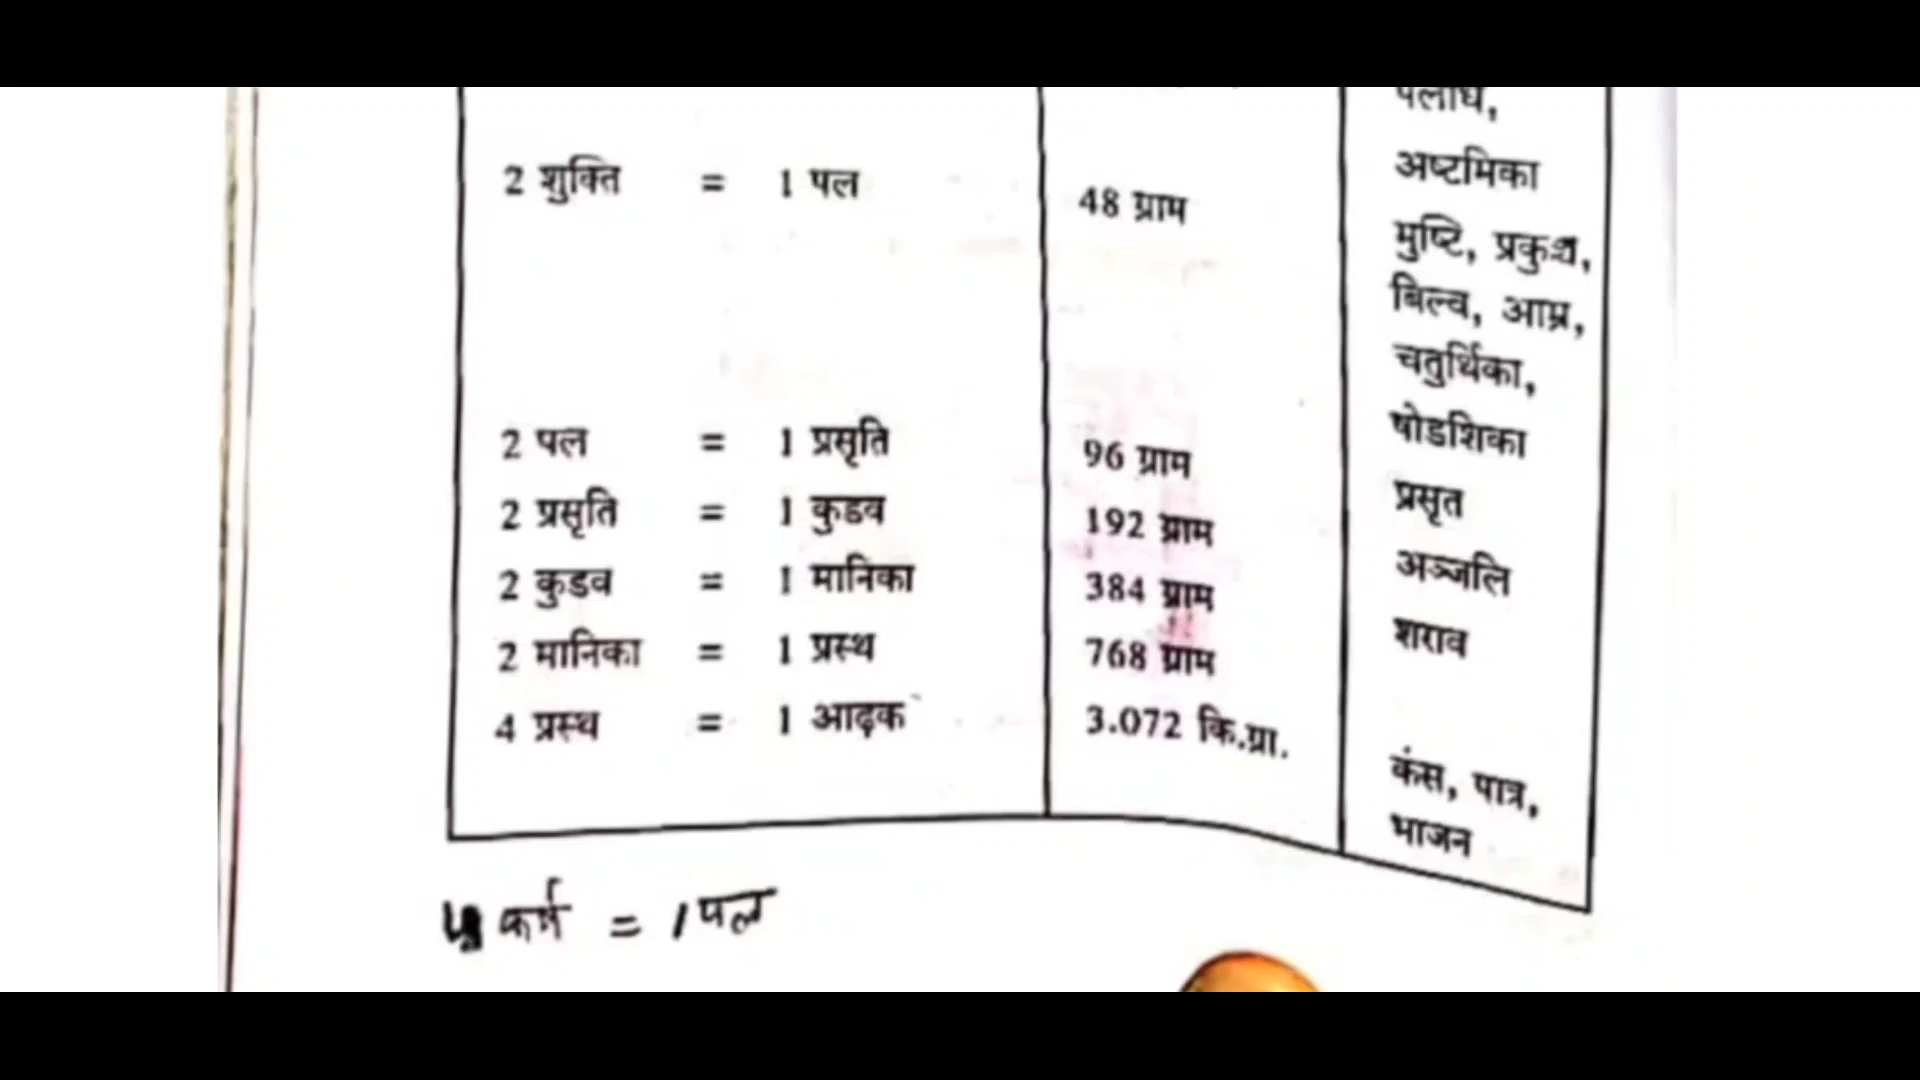 पलार्ध,
अष्टमिका
2 शुक्ति = 1 पल 48 ग्राम
मुष्टि, प्रकुञ्च,
बिल्व, आम्र,
चतुर्थिका,
षोडशिका
2 पल = 1 प्रसृति 96 ग्राम प्रसृत
2 प्रसृति = 1 कुडव 192 ग्राम अञ्जलि
2 कुडव = 1 मानिका 384 ग्राम शराव
2 मानिका = 1 प्रस्थ 768 ग्राम
4 प्रस्थ = 1 आढ़क 3.072 कि.ग्रा. कंस, पात्र,
भाजन
4 कर्ष = 1 पल